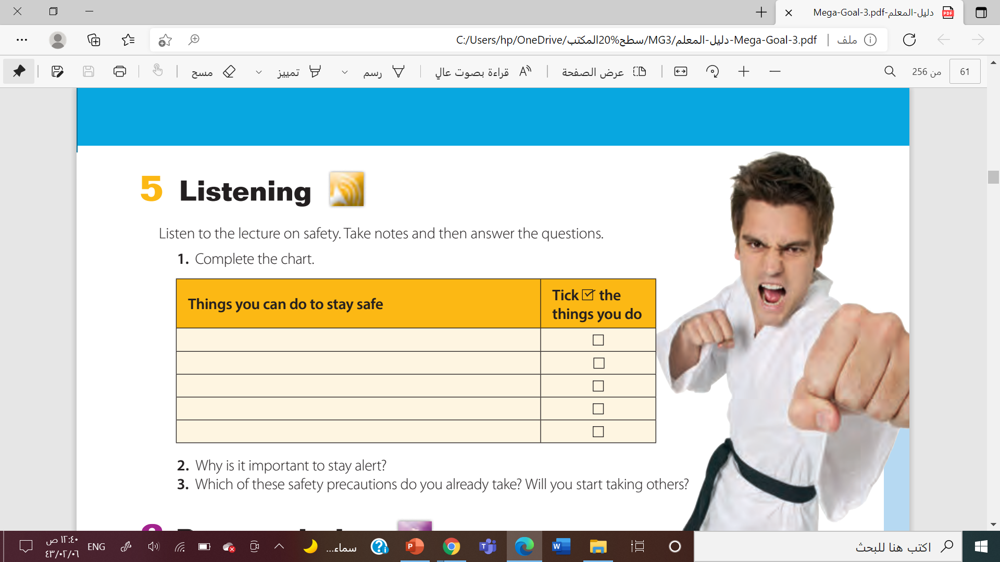 دليل-المعلم-Mega-Goal-3.pdf
ملف
C:/Users/hp/OneDrive/سطح%20المكتب/MG3/دليل-المعلم-Mega-Goal-3.pdf
61 من 256
عرض الصفحة
قراءة بصوت عالٍ
رسم
تمييز
مسح
5 Listening
Listen to the lecture on safety. Take notes and then answer the questions.
1. Complete the chart.
Things you can do to stay safe
Tick ☑ the
things you do
2. Why is it important to stay alert?
3. Which of these safety precautions do you already take? Will you start taking others?
اكتب هنا للبحث
سماء...
ENG
١٢:٤٠ ص
٤٣/٠٢/٠٦